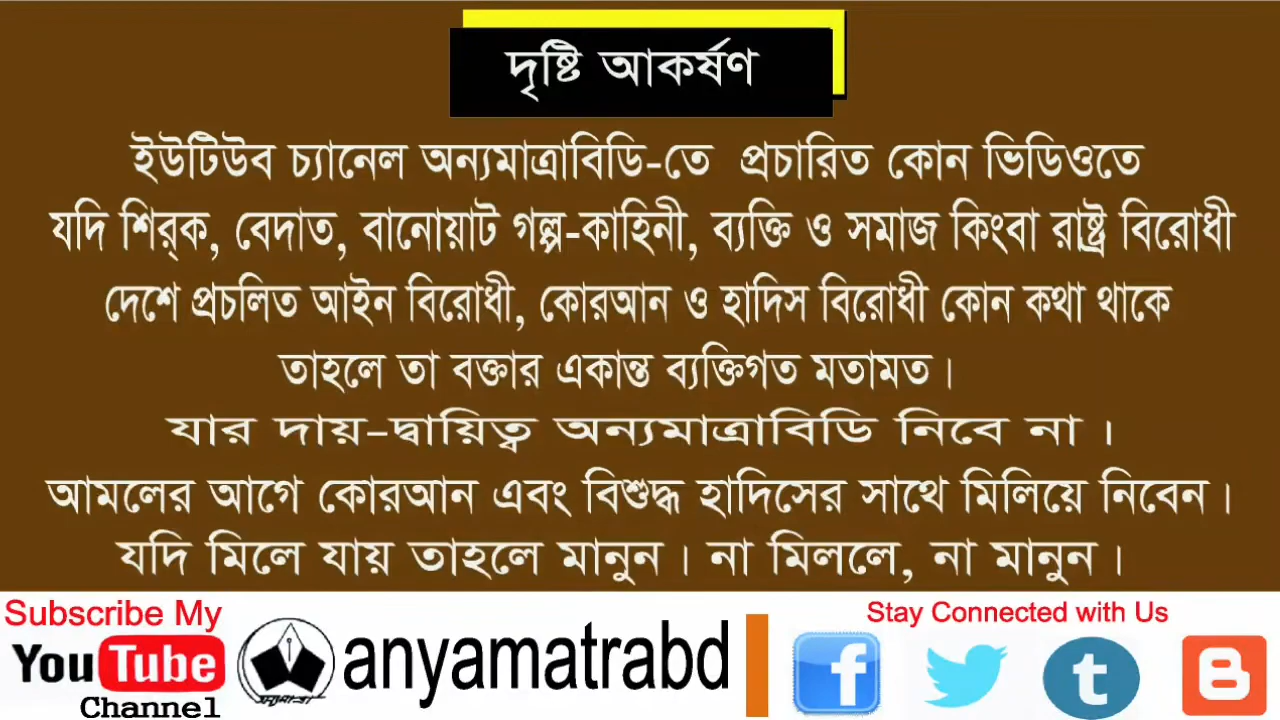 দৃষ্টি আকর্ষণ
ইউটিউব চ্যানেল অন্যমাত্রাবিডি-তে প্রচারিত কোন ভিডিওতে
যদি শির্‌ক, বেদাত, বানোয়াট গল্প-কাহিনী, ব্যক্তি ও সমাজ কিংবা রাষ্ট্র বিরোধী
দেশে প্রচলিত আইন বিরোধী, কোরআন ও হাদিস বিরোধী কোন কথা থাকে
তাহলে তা বক্তার একান্ত ব্যক্তিগত মতামত।
যার দায়-দ্বায়িত্ব অন্যমাত্রাবিডি নিবে না।
আমলের আগে কোরআন এবং বিশুদ্ধ হাদিসের সাথে মিলিয়ে নিবেন।
যদি মিলে যায় তাহলে মানুন। না মিললে, না মানুন।
Subscribe My
YouTube
Channel
অন্যমাত্রা
anyamatrabd
Stay Connected with Us